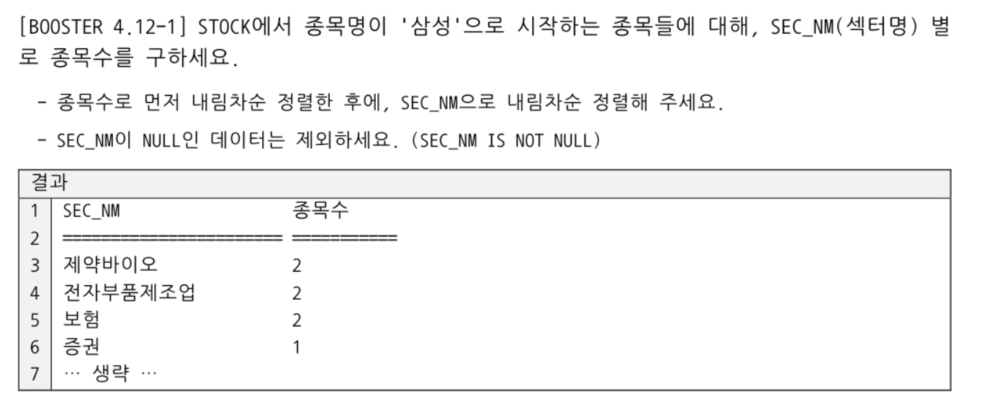 [BOOSTER 4.12-1] STOCK에서 종목명이 '삼성'으로 시작하는 종목들에 대해, SEC_NM(섹터명) 별
로 종목수를 구하세요.
- 종목수로 먼저 내림차순 정렬한 후에, SEC_NM으로 내림차순 정렬해 주세요.
- SEC_NM이 NULL인 데이터는 제외하세요. (SEC_NM IS NOT NULL)
결과
1 SEC_NM 종목수
2 ======================= ===========
3 제약바이오 2
4 전자부품제조업 2
5 보험 2
6 증권 1
7 … 생략 …